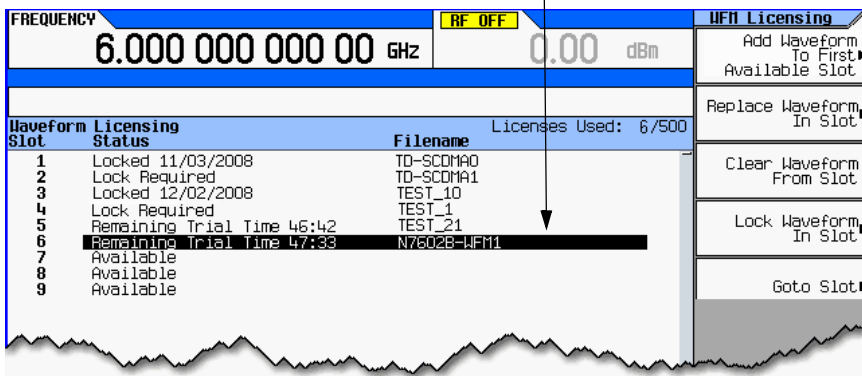 FREQUENCY
RF OFF
6.000 000 000 00 GHz
0.00 dBm
Waveform Licensing
Licenses Used: 6/500
Slot Status Filename
1 Locked 11/03/2008 TD-SCDMA0
2 Lock Required TD-SCDMA1
3 Locked 12/02/2008 TEST_10
4 Lock Required TEST_1
5 Remaining Trial Time 46:42 TEST_21
6 Remaining Trial Time 47:33 N7602B-WFM1
7 Available
8 Available
9 Available
WFM Licensing
Add Waveform
To First
Available Slot
Replace Waveform
In Slot
Clear Waveform
From Slot
Lock Waveform
In Slot
Goto Slot